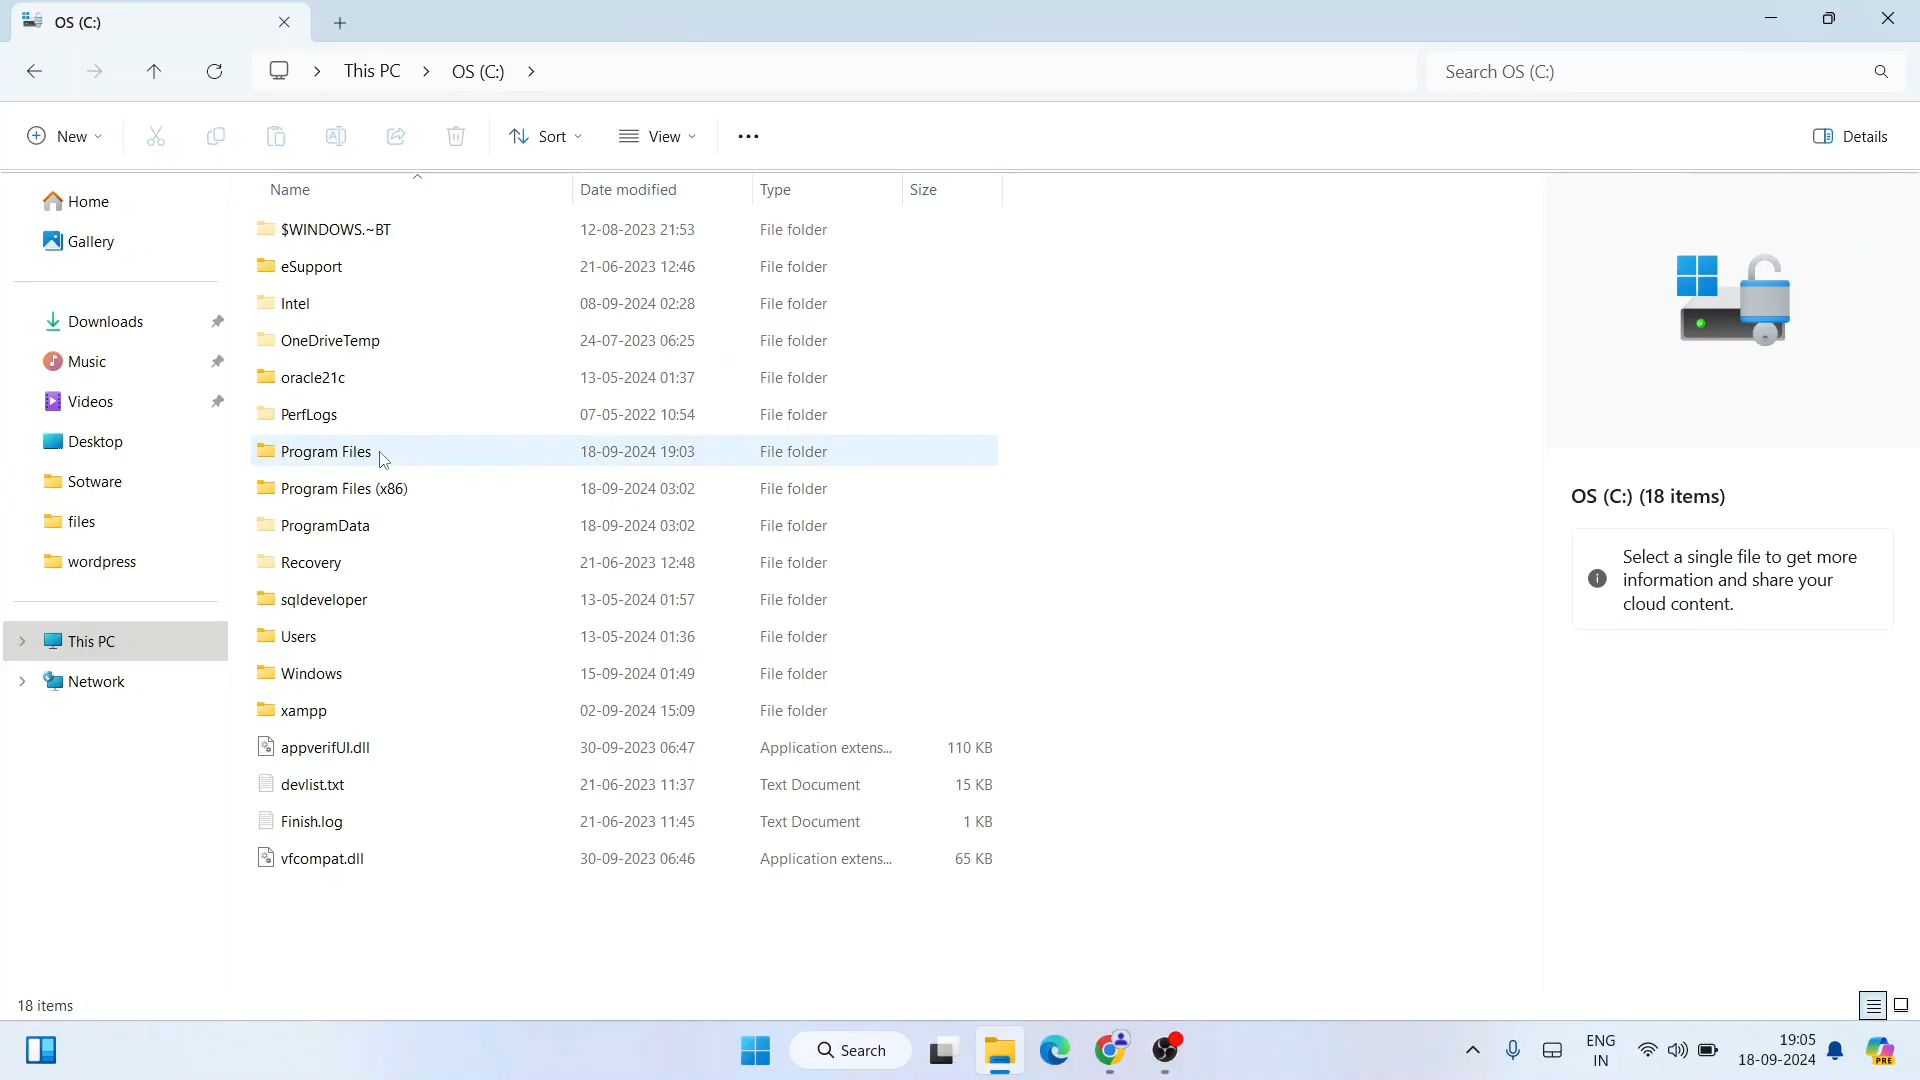 OS (C:)
This PC > OS (C:) >
Search OS (C:)
New
Sort
View
Details
Home
Gallery
Downloads
Music
Videos
Desktop
Sotware
files
wordpress
This PC
Network
Name Date modified Type Size
$WINDOWS.~BT 12-08-2023 21:53 File folder
eSupport 21-06-2023 12:46 File folder
Intel 08-09-2024 02:28 File folder
OneDriveTemp 24-07-2023 06:25 File folder
oracle21c 13-05-2024 01:37 File folder
PerfLogs 07-05-2022 10:54 File folder
Program Files 18-09-2024 19:03 File folder
Program Files (x86) 18-09-2024 03:02 File folder
ProgramData 18-09-2024 03:02 File folder
Recovery 21-06-2023 12:48 File folder
sqldeveloper 13-05-2024 01:57 File folder
Users 13-05-2024 01:36 File folder
Windows 15-09-2024 01:49 File folder
xampp 02-09-2024 15:09 File folder
appverifUI.dll 30-09-2023 06:47 Application extens... 110 KB
devlist.txt 21-06-2023 11:37 Text Document 15 KB
Finish.log 21-06-2023 11:45 Text Document 1 KB
vfcompat.dll 30-09-2023 06:46 Application extens... 65 KB
OS (C:) (18 items)
Select a single file to get more
information and share your
cloud content.
18 items
Search
ENG
IN
19:05
18-09-2024
PRE